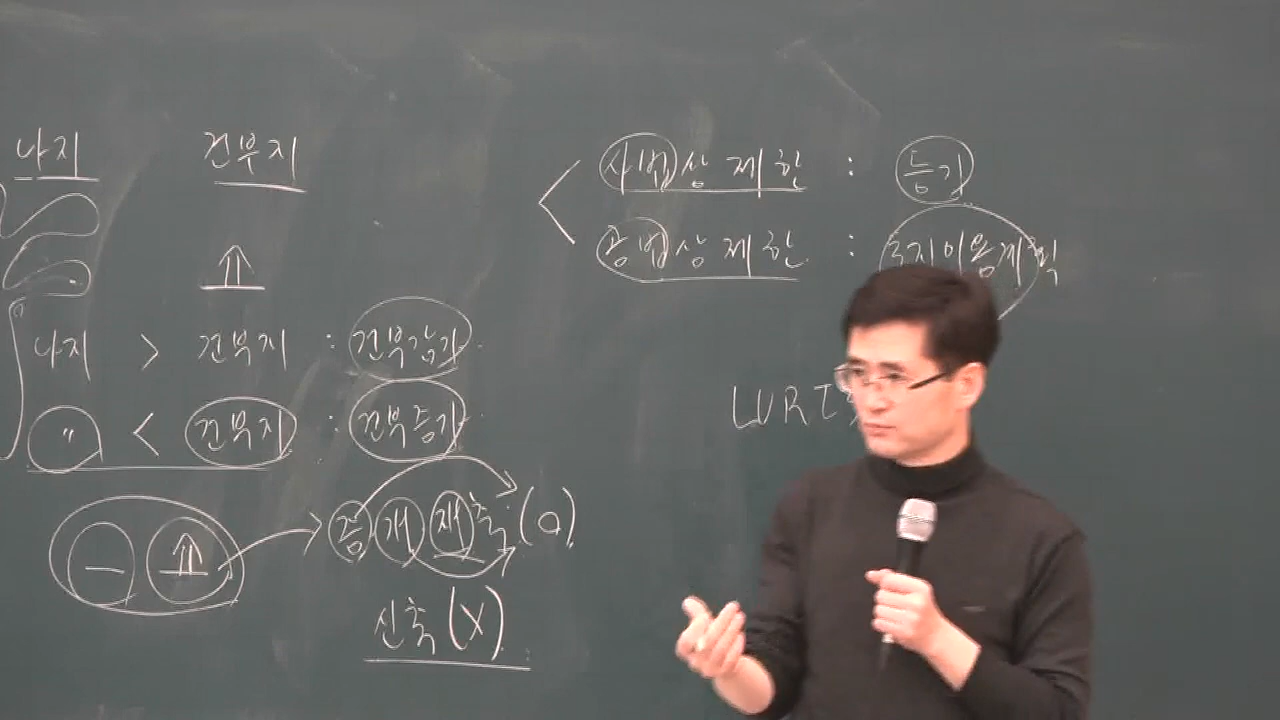 나지 건부지
나지 > 건부지 : 건부감가
〃 < 건부지 : 건부증가
증 개 재축 (O)
신축 (X)
사법상 제한 : 등기
공법상 제한 : 토지이용계획
LURI